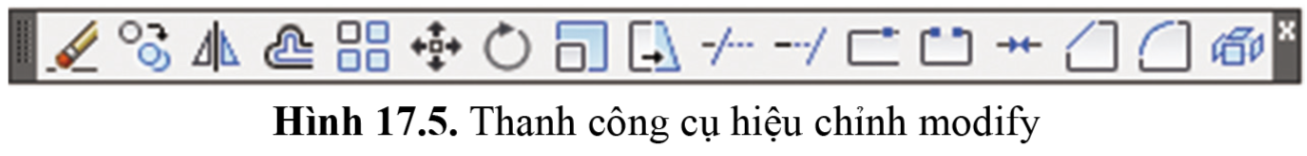 Hình 17.5. Thanh công cụ hiệu chỉnh modify